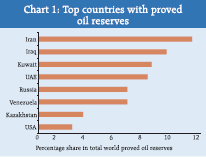 Chart 1: Top countries with proved
oil reserves
Iran
Iraq
Kuwait
UAE
Russia
Venezuela
Kazakhstan
USA
0 2 4 6 8 10 12
Percentage share in total world proved oil reserves